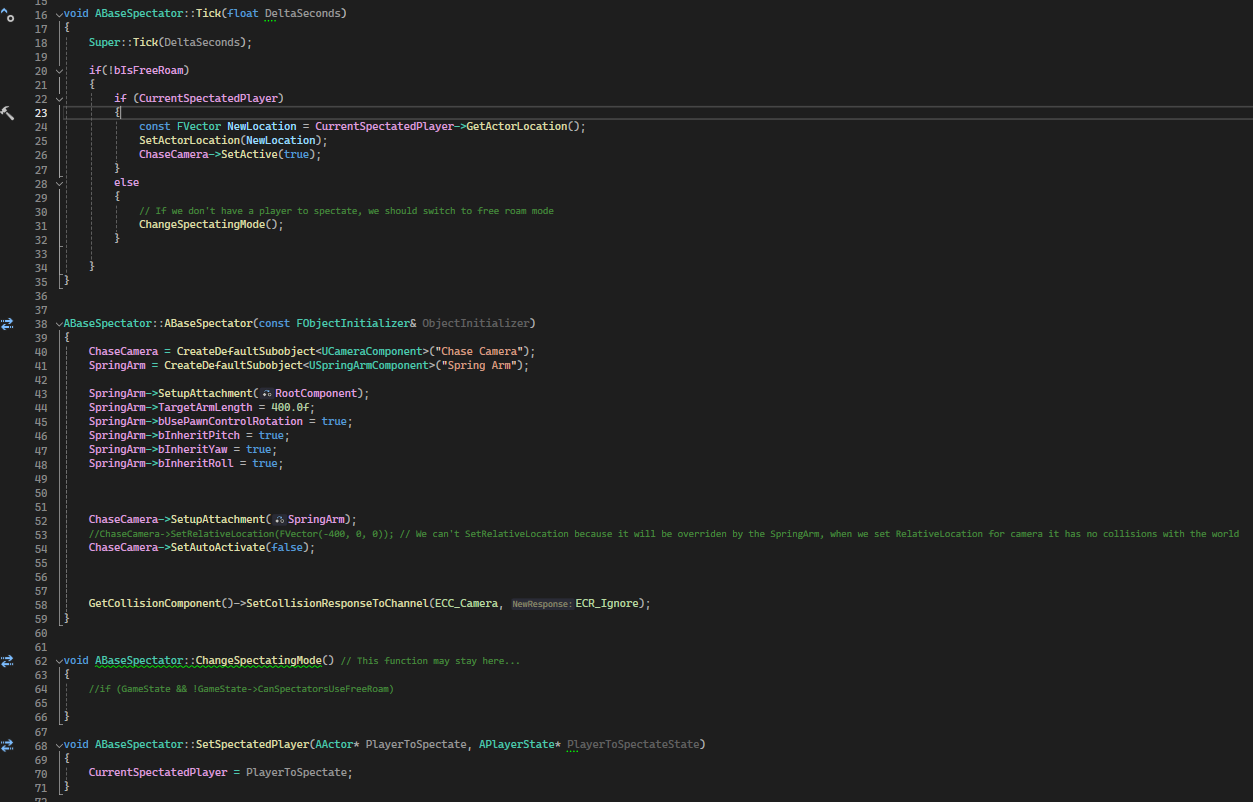 15
16 void ABaseSpectator::Tick(float DeltaSeconds)
17 {
18 Super::Tick(DeltaSeconds);
19
20 if(!bIsFreeRoam)
21 {
22 if (CurrentSpectatedPlayer)
23 {
24 const FVector NewLocation = CurrentSpectatedPlayer->GetActorLocation();
25 SetActorLocation(NewLocation);
26 ChaseCamera->SetActive(true);
27 }
28 else
29 {
30 // If we don't have a player to spectate, we should switch to free roam mode
31 ChangeSpectatingMode();
32 }
33
34 }
35 }
36
37
38 ABaseSpectator::ABaseSpectator(const FObjectInitializer& ObjectInitializer)
39 {
40 ChaseCamera = CreateDefaultSubobject<UCameraComponent>("Chase Camera");
41 SpringArm = CreateDefaultSubobject<USpringArmComponent>("Spring Arm");
42
43 SpringArm->SetupAttachment(RootComponent);
44 SpringArm->TargetArmLength = 400.0f;
45 SpringArm->bUsePawnControlRotation = true;
46 SpringArm->bInheritPitch = true;
47 SpringArm->bInheritYaw = true;
48 SpringArm->bInheritRoll = true;
49
50
51
52 ChaseCamera->SetupAttachment(SpringArm);
53 //ChaseCamera->SetRelativeLocation(FVector(-400, 0, 0)); // We can't SetRelativeLocation because it will be overriden by the SpringArm, when we set RelativeLocation for camera it has no collisions with the world
54 ChaseCamera->SetAutoActivate(false);
55
56
57
58 GetCollisionComponent()->SetCollisionResponseToChannel(ECC_Camera, NewResponse: ECR_Ignore);
59 }
60
61
62 void ABaseSpectator::ChangeSpectatingMode() // This function may stay here...
63 {
64 //if (GameState && !GameState->CanSpectatorsUseFreeRoam)
65
66 }
67
68 void ABaseSpectator::SetSpectatedPlayer(AActor* PlayerToSpectate, APlayerState* PlayerToSpectateState)
69 {
70 CurrentSpectatedPlayer = PlayerToSpectate;
71 }
72